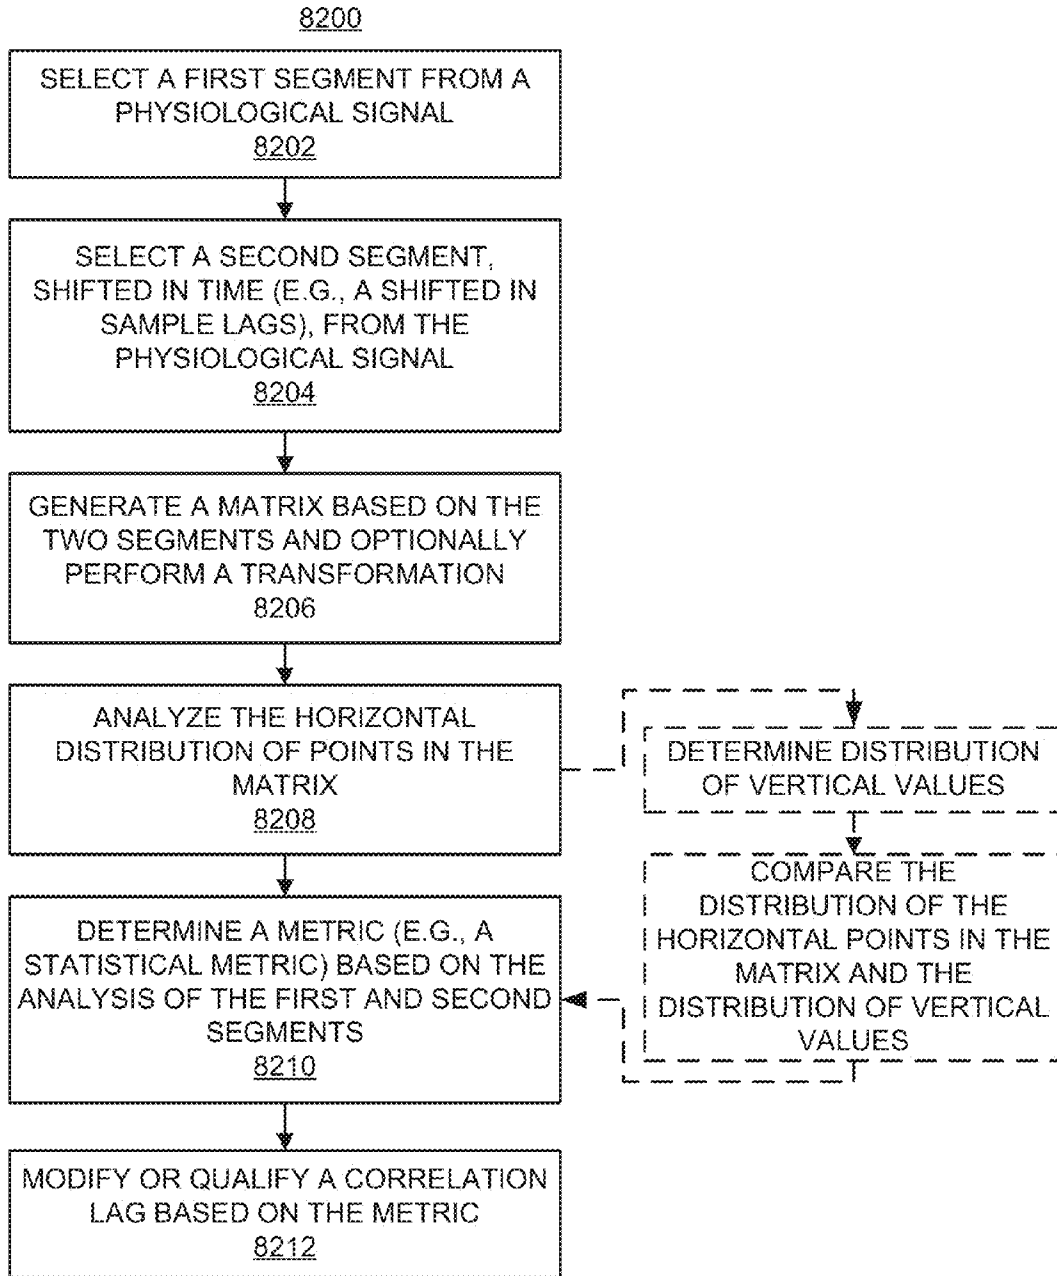 8200
SELECT A FIRST SEGMENT FROM A
PHYSIOLOGICAL SIGNAL
8202
SELECT A SECOND SEGMENT,
SHIFTED IN TIME (E.G., A SHIFTED IN
SAMPLE LAGS), FROM THE
PHYSIOLOGICAL SIGNAL
8204
GENERATE A MATRIX BASED ON THE
TWO SEGMENTS AND OPTIONALLY
PERFORM A TRANSFORMATION
8206
ANALYZE THE HORIZONTAL
DISTRIBUTION OF POINTS IN THE
MATRIX
8208
DETERMINE DISTRIBUTION
OF VERTICAL VALUES
COMPARE THE
DISTRIBUTION OF THE
HORIZONTAL POINTS IN THE
MATRIX AND THE
DISTRIBUTION OF VERTICAL
VALUES
DETERMINE A METRIC (E.G., A
STATISTICAL METRIC) BASED ON THE
ANALYSIS OF THE FIRST AND SECOND
SEGMENTS
8210
MODIFY OR QUALIFY A CORRELATION
LAG BASED ON THE METRIC
8212